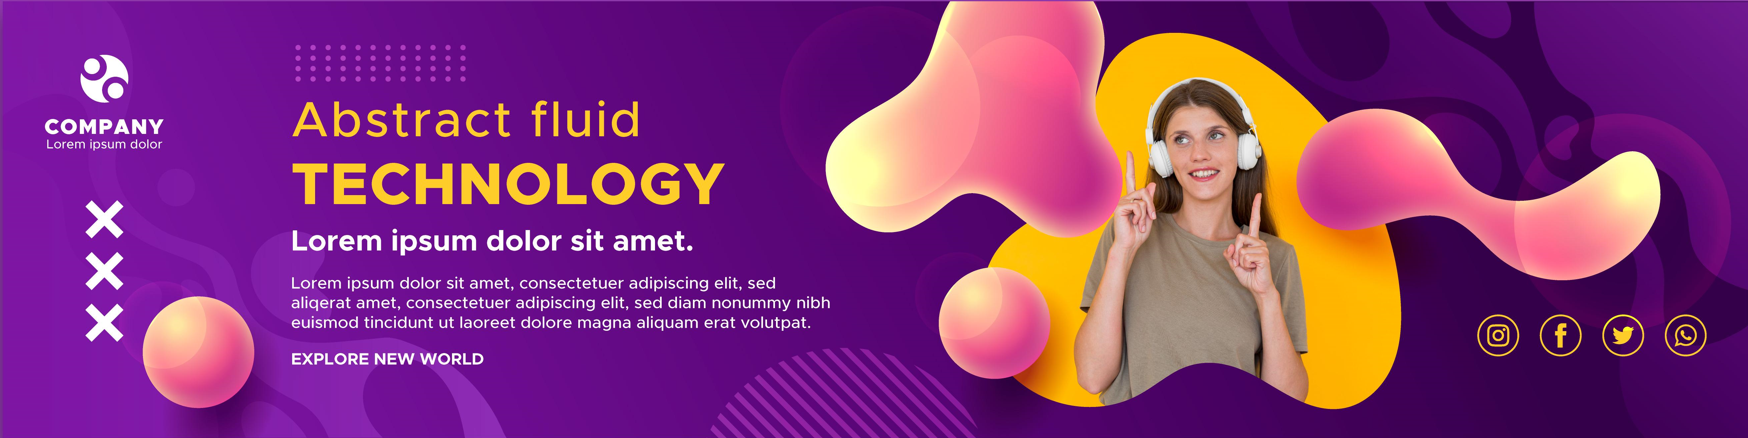 COMPANY
Lorem ipsum dolor
Abstract fluid
TECHNOLOGY
Lorem ipsum dolor sit amet.
Lorem ipsum dolor sit amet, consectetuer adipiscing elit, sed
aliqerat amet, consectetuer adipiscing elit, sed diam nonummy nibh
euismod tincidunt ut laoreet dolore magna aliquam erat volutpat.
EXPLORE NEW WORLD